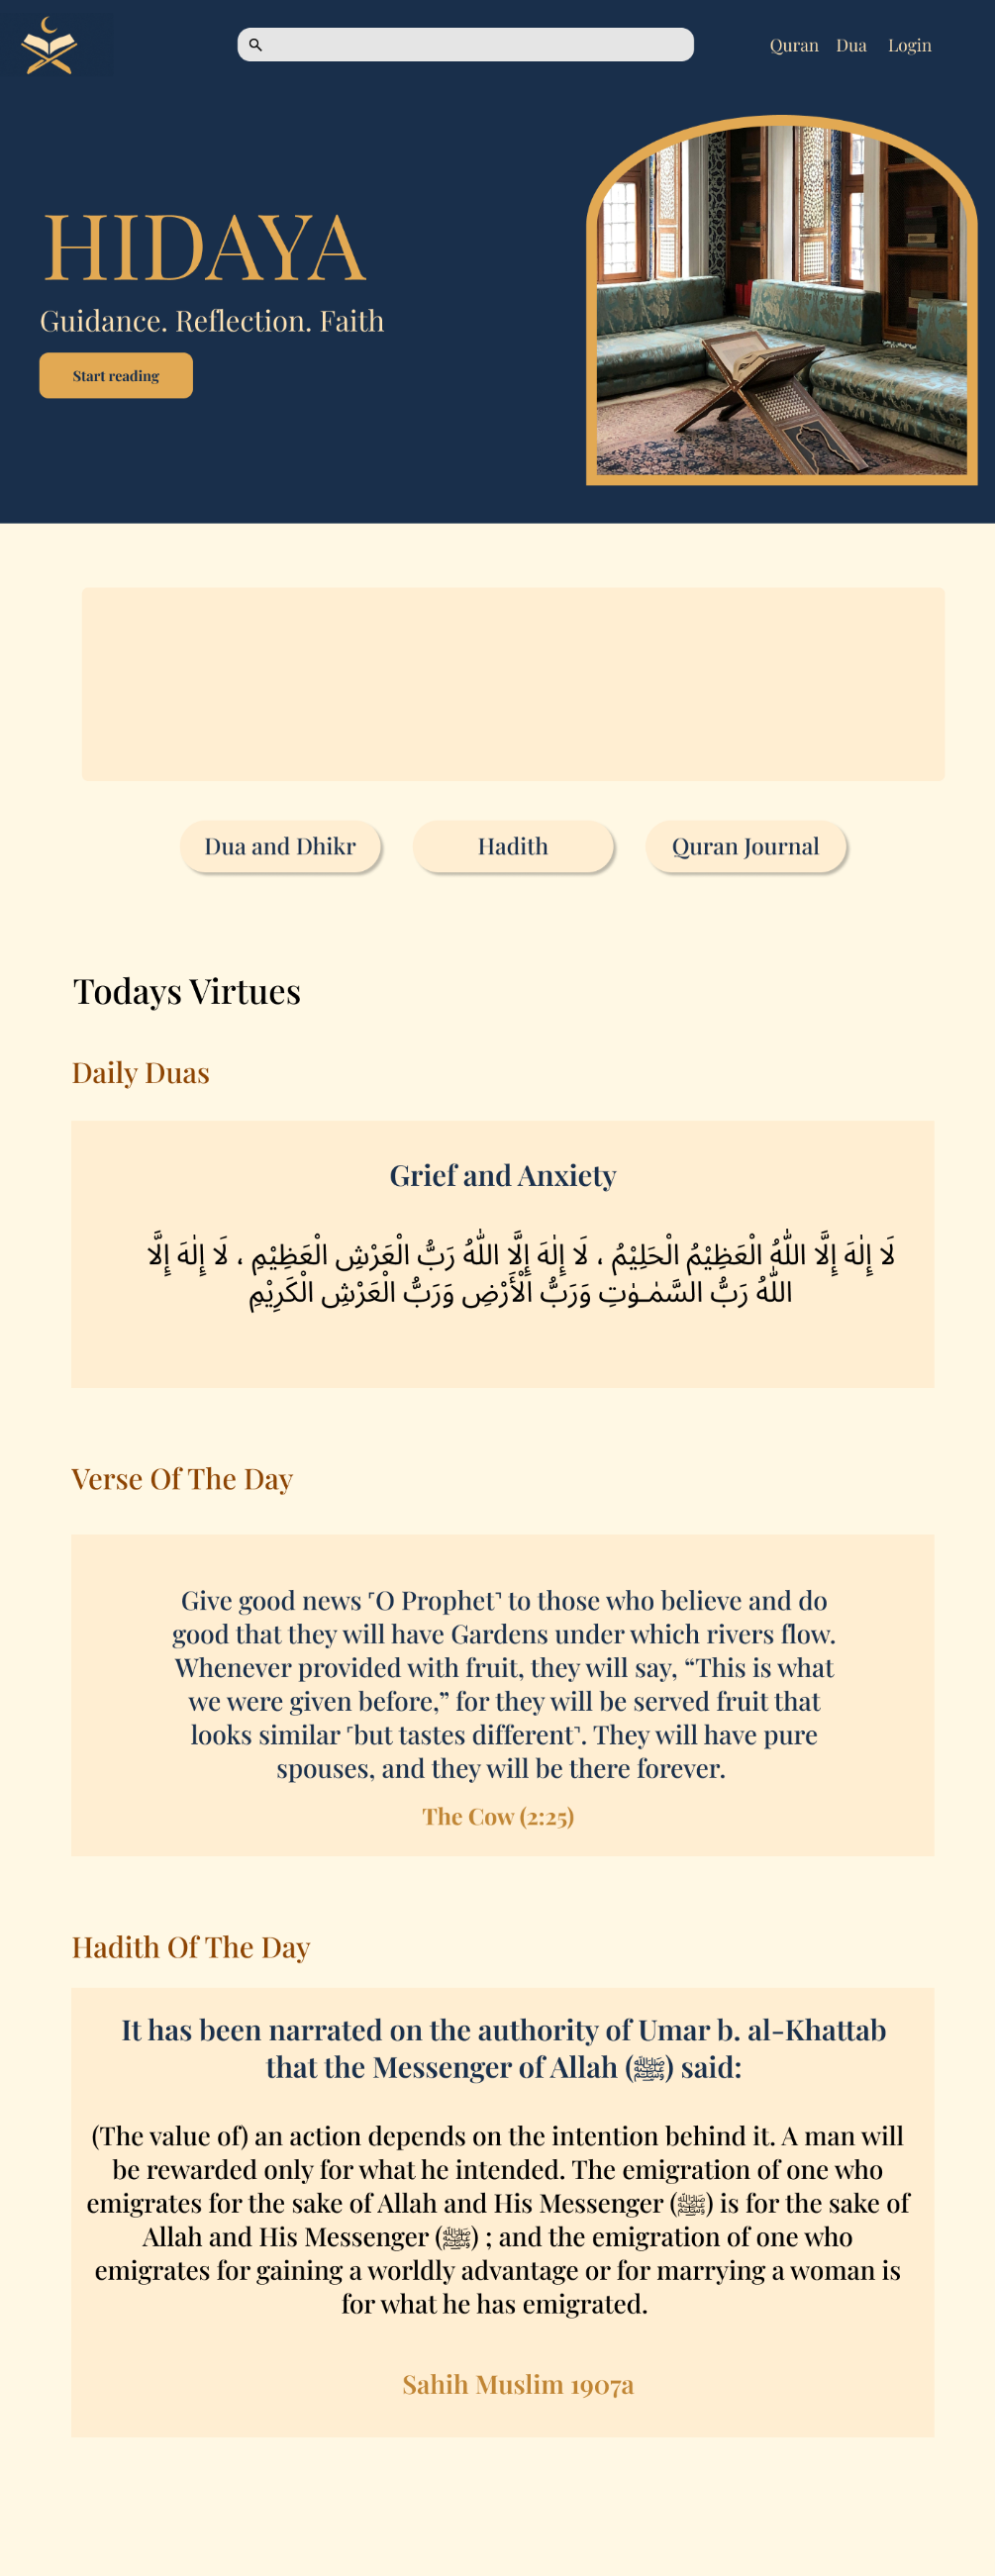 Quran Dua Login
HIDAYA
Guidance. Reflection. Faith
Start reading
Dua and Dhikr
Hadith
Quran Journal
Todays Virtues
Daily Duas
Grief and Anxiety
لَا إِلٰهَ إِلَّا اللّٰهُ الْعَظِيْمُ الْحَلِيْمُ ، لَا إِلٰهَ إِلَّا اللّٰهُ رَبُّ الْعَرْشِ الْعَظِيْمِ ، لَا إِلٰهَ إِلَّا
اللّٰهُ رَبُّ السَّمٰـوٰتِ وَرَبُّ الْأَرْضِ وَرَبُّ الْعَرْشِ الْكَرِيْمِ
Verse Of The Day
Give good news ˹O Prophet˺ to those who believe and do
good that they will have Gardens under which rivers flow.
Whenever provided with fruit, they will say, “This is what
we were given before,” for they will be served fruit that
looks similar ˹but tastes different˺. They will have pure
spouses, and they will be there forever.
The Cow (2:25)
Hadith Of The Day
It has been narrated on the authority of Umar b. al-Khattab
that the Messenger of Allah (ﷺ) said:
(The value of) an action depends on the intention behind it. A man will
be rewarded only for what he intended. The emigration of one who
emigrates for the sake of Allah and His Messenger (ﷺ) is for the sake of
Allah and His Messenger (ﷺ) ; and the emigration of one who
emigrates for gaining a worldly advantage or for marrying a woman is
for what he has emigrated.
Sahih Muslim 1907a